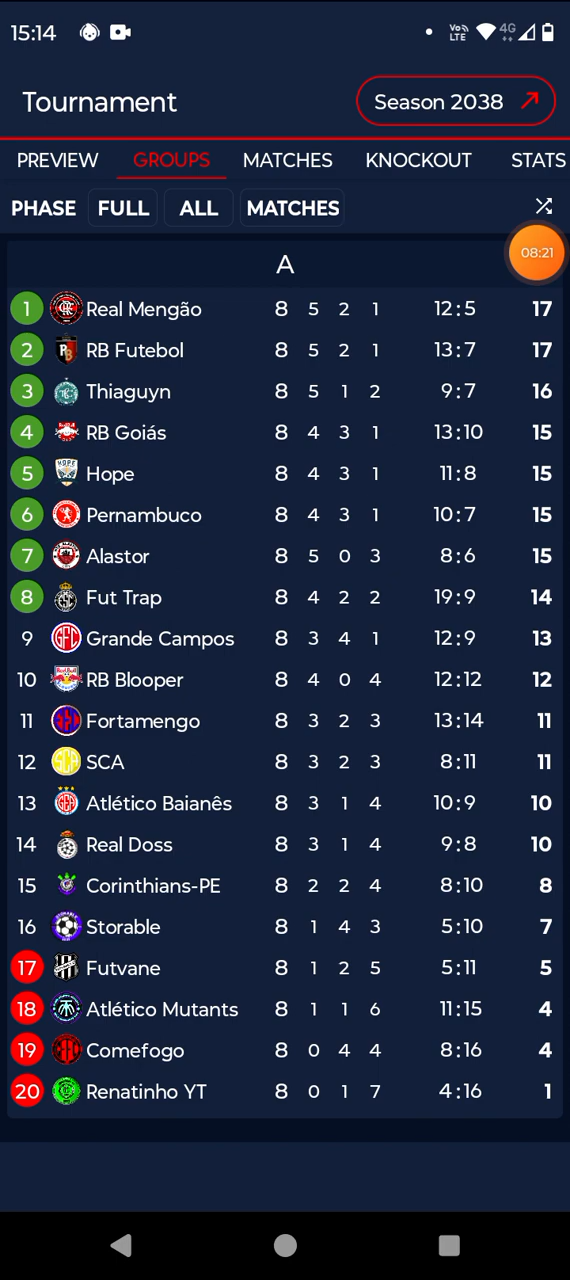 15:14 Vo LTE 4G
Tournament Season 2038
PREVIEW GROUPS MATCHES KNOCKOUT STATS
PHASE FULL ALL MATCHES
08:21
A
1 Real Mengão 8 5 2 1 12:5 17
2 RB Futebol 8 5 2 1 13:7 17
3 Thiaguyn 8 5 1 2 9:7 16
4 RB Goiás 8 4 3 1 13:10 15
5 Hope 8 4 3 1 11:8 15
6 Pernambuco 8 4 3 1 10:7 15
7 Alastor 8 5 0 3 8:6 15
8 Fut Trap 8 4 2 2 19:9 14
9 Grande Campos 8 3 4 1 12:9 13
10 RB Blooper 8 4 0 4 12:12 12
11 Fortamengo 8 3 2 3 13:14 11
12 SCA 8 3 2 3 8:11 11
13 Atlético Baianês 8 3 1 4 10:9 10
14 Real Doss 8 3 1 4 9:8 10
15 Corinthians-PE 8 2 2 4 8:10 8
16 Storable 8 1 4 3 5:10 7
17 Futvane 8 1 2 5 5:11 5
18 Atlético Mutants 8 1 1 6 11:15 4
19 Comefogo 8 0 4 4 8:16 4
20 Renatinho YT 8 0 1 7 4:16 1